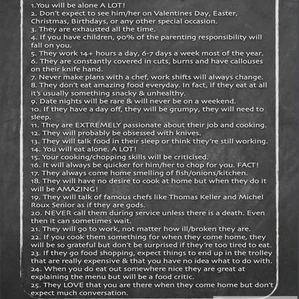 1.You will be alone A LOT!
2. Don't expect to see him/her on Valentines Day, Easter,
Christmas, Birthdays, or any other special occasion.
3. They are exhausted all the time.
4. If you have children, 90% of the parenting responsibility will
fall on you.
5. They work 14+ hours a day, 6-7 days a week most of the year.
6. They are constantly covered in cuts, burns and have callouses
on their knife hand.
7. Never make plans with a chef, work shifts will always change.
8. They don't eat amazing food everyday. In fact, if they eat at all
it's usually something snacky & unhealthy.
9. Date nights will be rare & will never be on a weekend.
10. If they have a day off, they will be grumpy, they will need to
sleep.
11. They are EXTREMELY passionate about their job and cooking.
12. They will probably be obsessed with knives.
13. They will talk food in their sleep or think they're still working.
14. You will eat alone. A LOT!
15. Your cooking/chopping skills will be criticised.
16. It will always be quicker for him/her to chop for you. FACT!
17. They always come home smelling of fish/onions/kitchen.
18. They will have no desire to cook at home but when they do it
will be AMAZING!
19. They will talk of famous chefs like Thomas Keller and Michel
Roux Senior as if they are gods.
20. NEVER call them during service unless there is a death. Even
then it can sometimes wait.
21. They will go to work, not matter how ill/broken they are.
22. If you cook them something when they come home, they
will be so grateful but don't be surprised if they're too tired to eat.
23. If they go food shopping, expect things to end up in the trolley
that are really expensive & that you have no idea what to do with.
24. When you do eat out somewhere nice they are great at
explaining the menu but will be a food critic.
25. They LOVE that you are there when they come home but don't
expect much conversation.